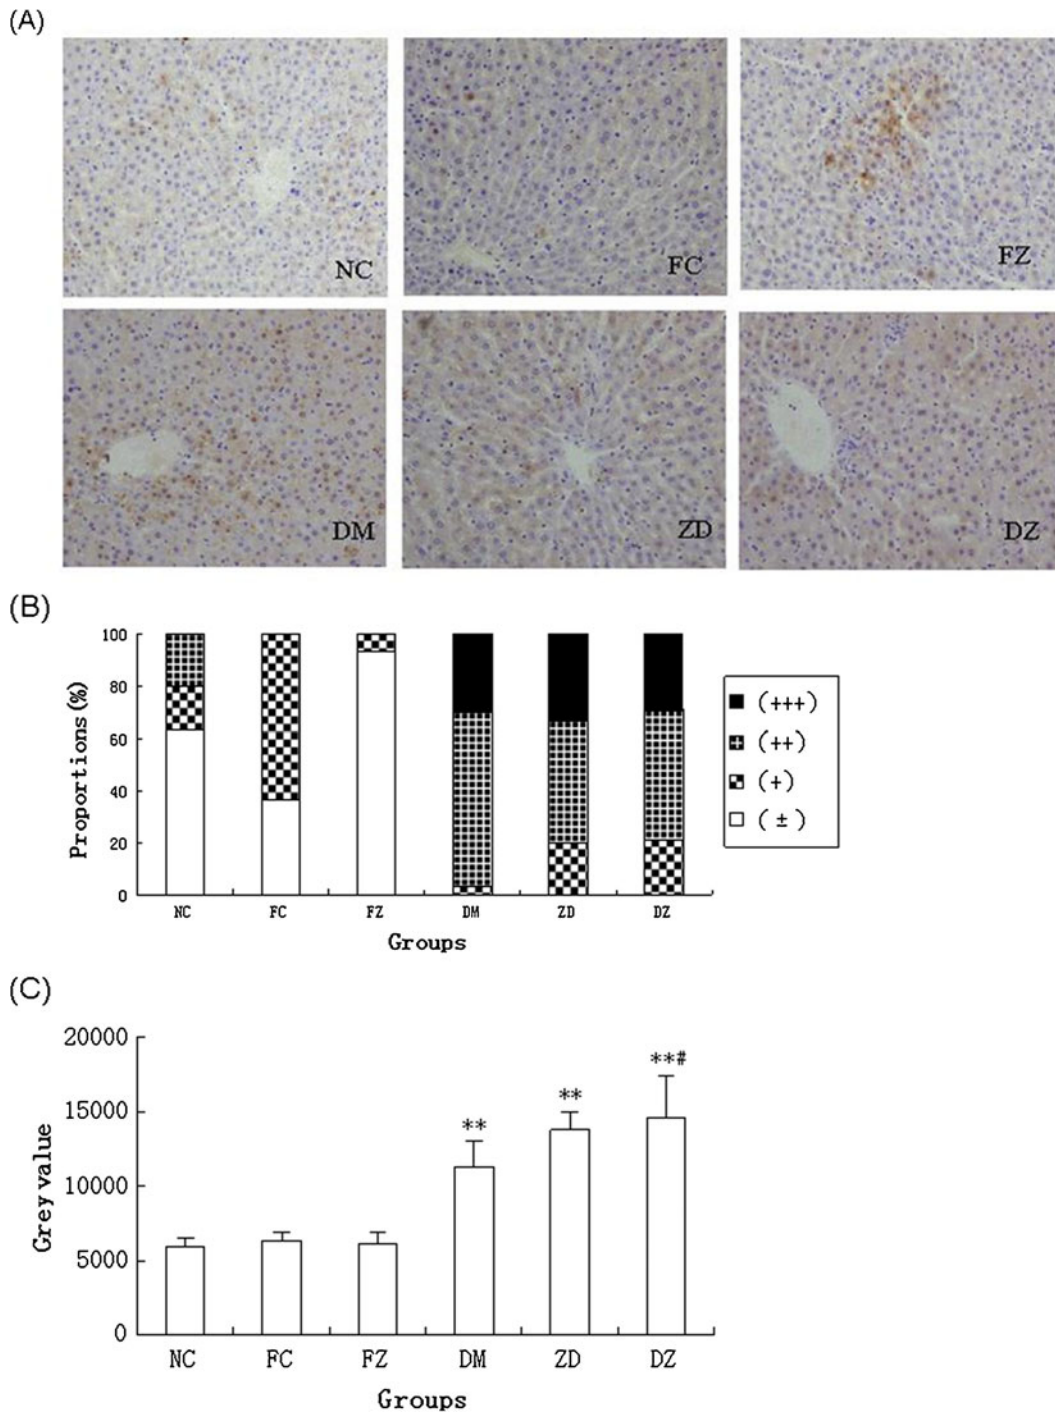 (A)
NC
FC
FZ
DM
ZD
DZ
(B)
Proportions(%)
100
80
60
40
20
0
NC FC FZ DM ZD DZ
Groups
(+++)
(++)
(+)
(±)
(C)
Grey value
20000
15000
10000
5000
0
** ** **#
NC FC FZ DM ZD DZ
Groups